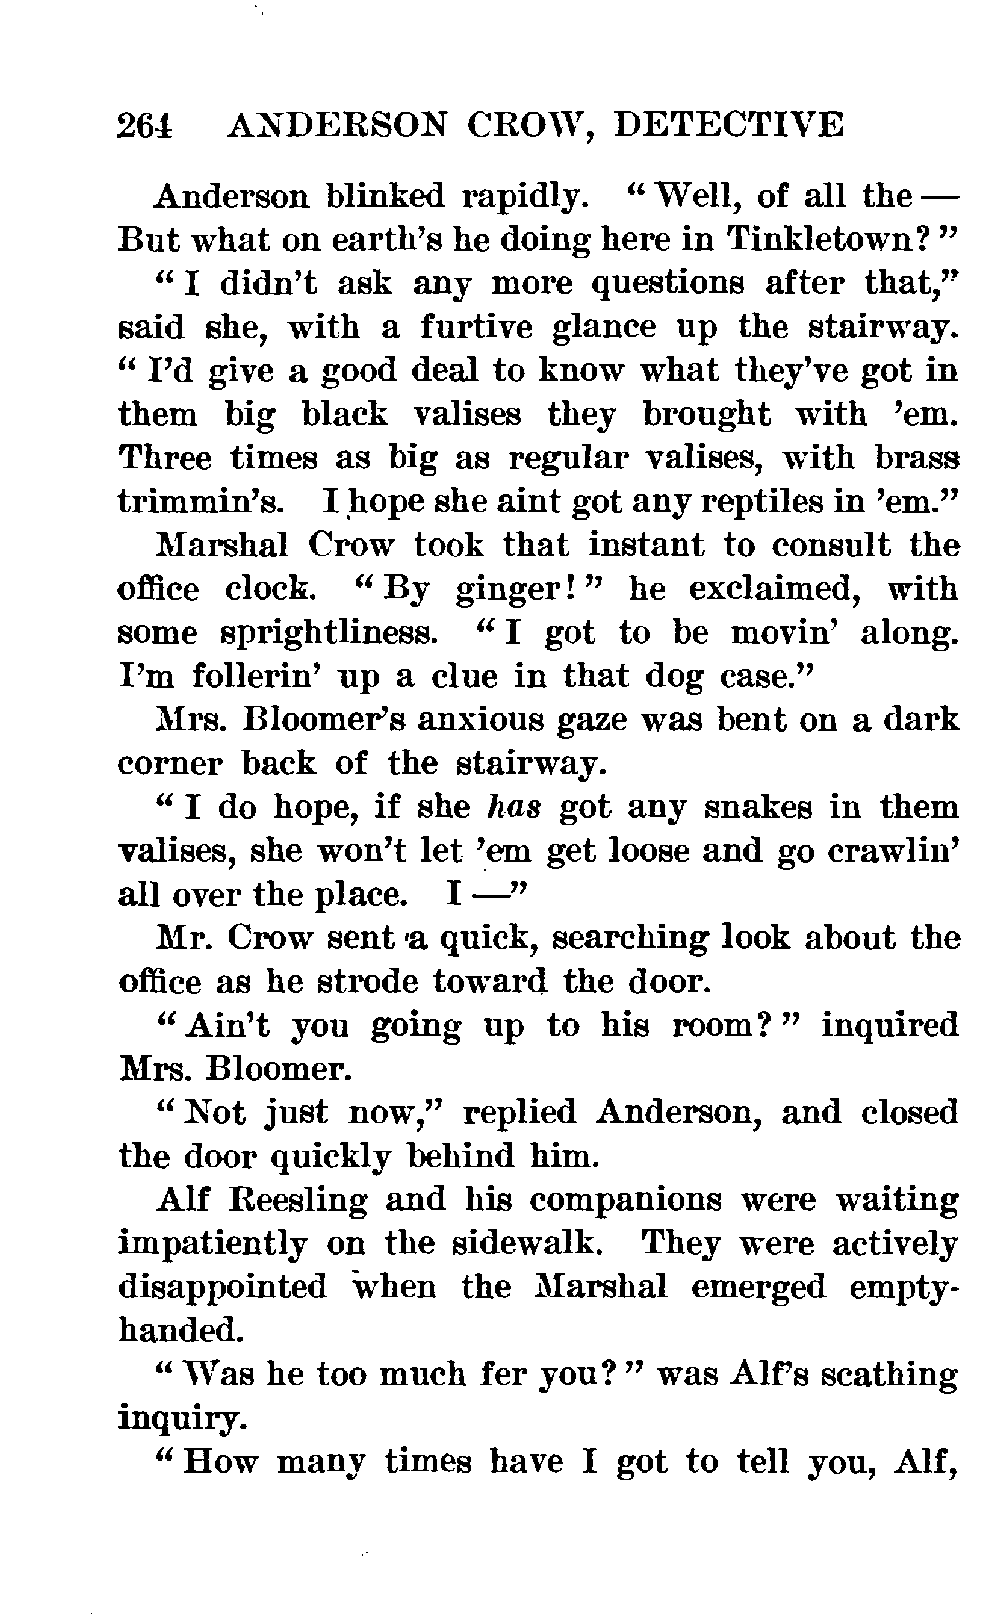 264 ANDERSON CROW, DETECTIVE
Anderson blinked rapidly. “Well, of all the —
But what on earth’s he doing here in Tinkletown?”
“I didn’t ask any more questions after that,”
said she, with a furtive glance up the stairway.
“I’d give a good deal to know what they’ve got in
them big black valises they brought with ’em.
Three times as big as regular valises, with brass
trimmin’s. I hope she aint got any reptiles in ’em.”
Marshal Crow took that instant to consult the
office clock. “By ginger!” he exclaimed, with
some sprightliness. “I got to be movin’ along.
I’m follerin’ up a clue in that dog case.”
Mrs. Bloomer’s anxious gaze was bent on a dark
corner back of the stairway.
“I do hope, if she has got any snakes in them
valises, she won’t let ’em get loose and go crawlin’
all over the place. I —”
Mr. Crow sent a quick, searching look about the
office as he strode toward the door.
“Ain’t you going up to his room?” inquired
Mrs. Bloomer.
“Not just now,” replied Anderson, and closed
the door quickly behind him.
Alf Reesling and his companions were waiting
impatiently on the sidewalk. They were actively
disappointed when the Marshal emerged empty-
handed.
“Was he too much fer you?” was Alf’s scathing
inquiry.
“How many times have I got to tell you, Alf,